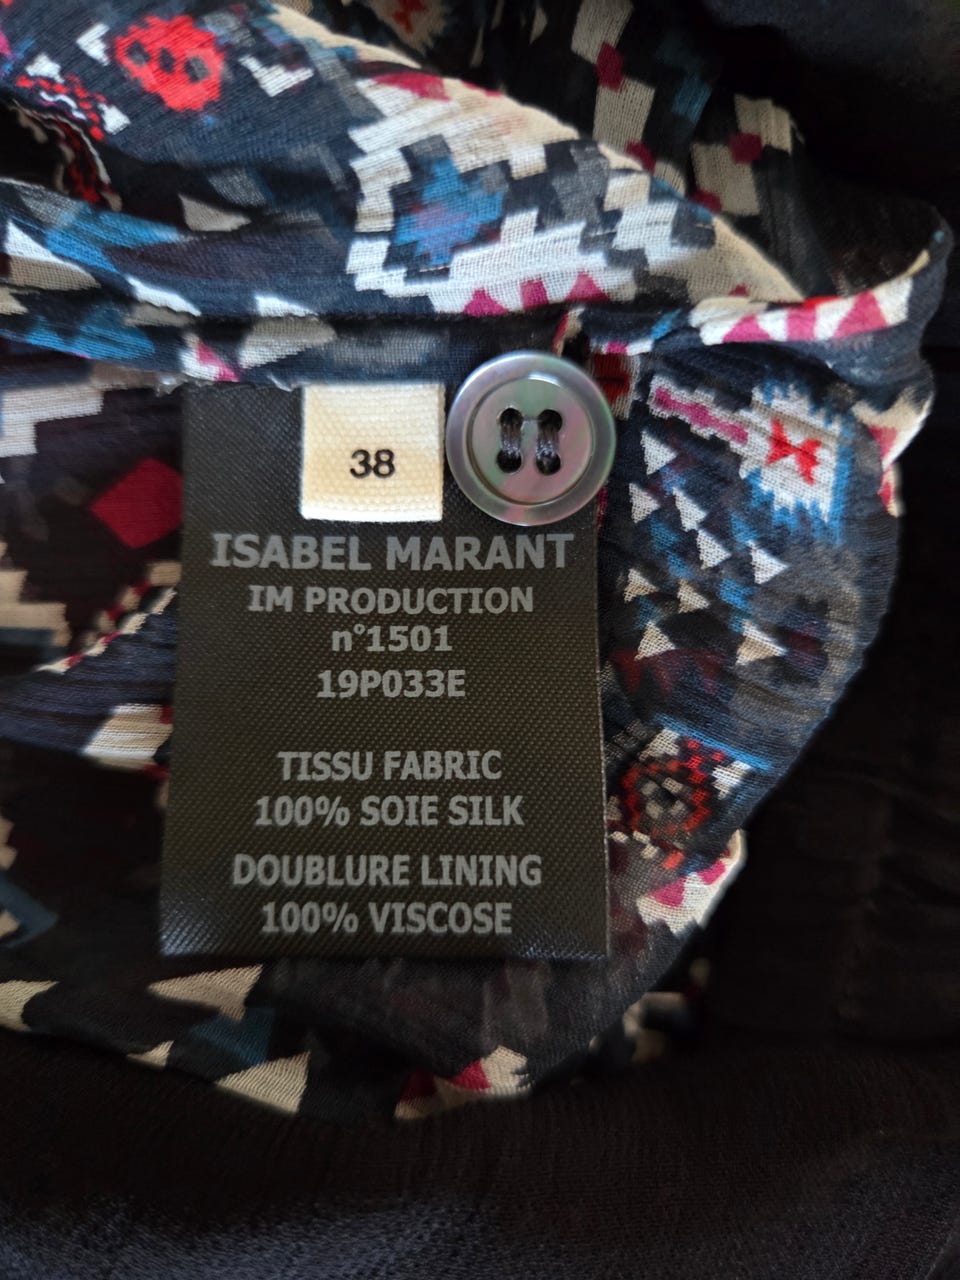 38
ISABEL MARANT
IM PRODUCTION
n°1501
19P033E
TISSU FABRIC
100% SOIE SILK
DOUBLURE LINING
100% VISCOSE